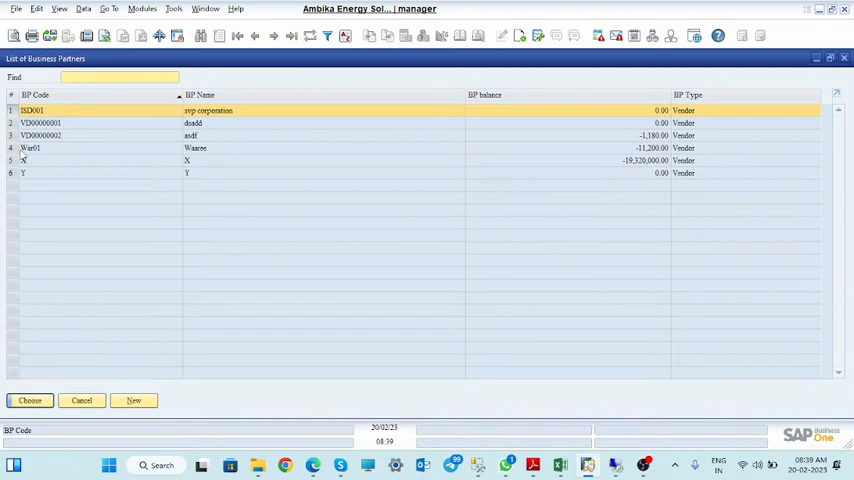 File Edit View Data Go To Modules Tools Window Help Ambika Energy Sol... | manager
List of Business Partners
Find
# BP Code BP Name BP balance BP Type
1 ISD001 svp corporation 0.00 Vendor
2 VD00000001 dsadd 0.00 Vendor
3 VD00000002 asdf -1,180.00 Vendor
4 War01 Waaree -11,200.00 Vendor
5 X X -19,320,000.00 Vendor
6 Y Y 0.00 Vendor
Choose Cancel New
BP Code 20/02/23
08:39
SAP Business One
Search 99 1 ENG IN 08:39 AM 20-02-2023